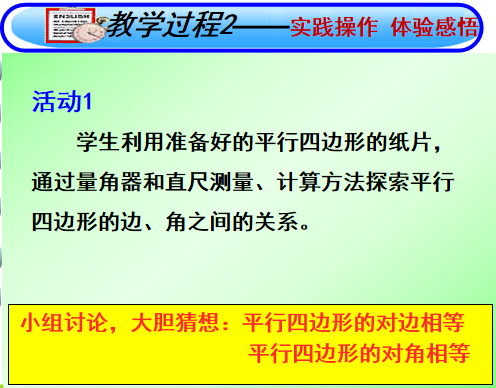 ENGLISH
教学过程2——实践操作 体验感悟
活动1
学生利用准备好的平行四边形的纸片，
通过量角器和直尺测量、计算方法探索平行
四边形的边、角之间的关系。
小组讨论，大胆猜想：平行四边形的对边相等
平行四边形的对角相等